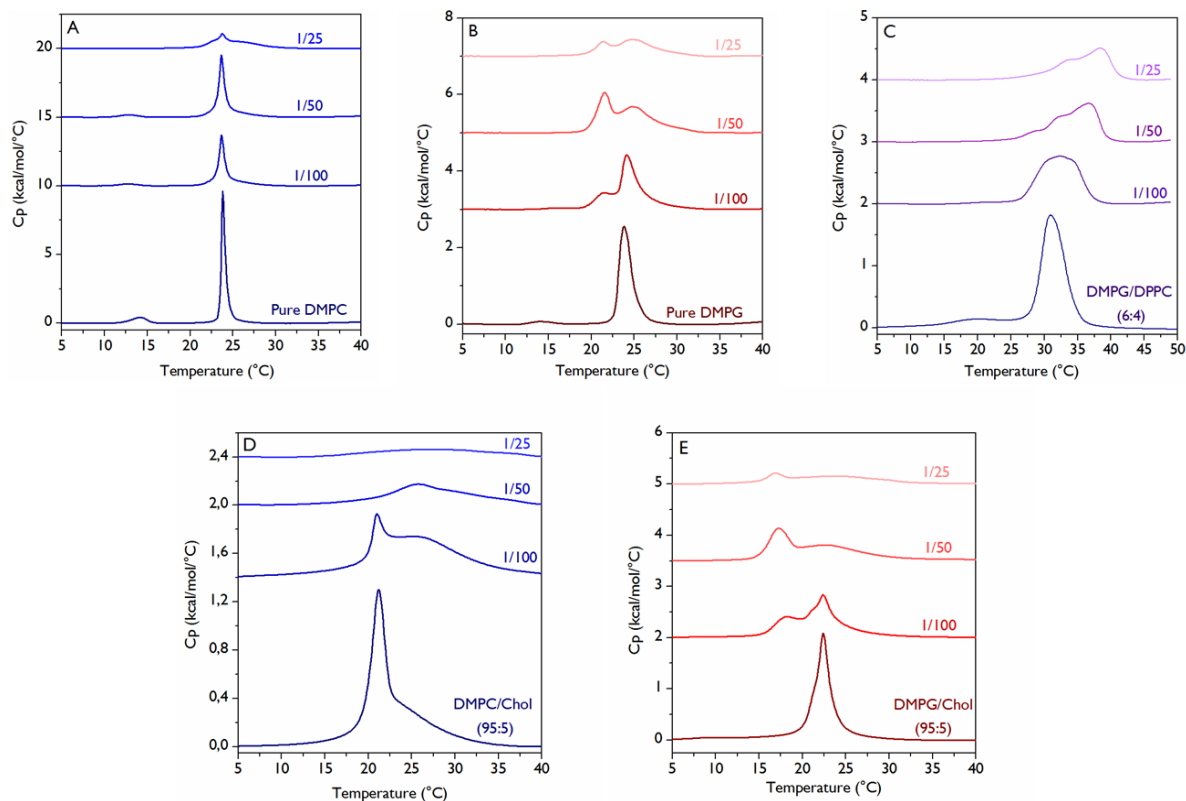 A
1/25
1/50
1/100
Pure DMPC
20
15
10
5
0
Cp (kcal/mol/°C)
5 10 15 20 25 30 35 40
Temperature (°C)
B
1/25
1/50
1/100
Pure DMPG
8
6
4
2
0
Cp (kcal/mol/°C)
5 10 15 20 25 30 35 40
Temperature (°C)
C
1/25
1/50
1/100
DMPG/DPPC
(6:4)
5
4
3
2
1
0
Cp (kcal/mol/°C)
5 10 15 20 25 30 35 40 45 50
Temperature (°C)
D
1/25
1/50
1/100
DMPC/Chol
(95:5)
2,4
2,0
1,6
1,2
0,8
0,4
0,0
Cp (kcal/mol/°C)
5 10 15 20 25 30 35 40
Temperature (°C)
E
1/25
1/50
1/100
DMPG/Chol
(95:5)
6
5
4
3
2
1
0
Cp (kcal/mol/°C)
5 10 15 20 25 30 35 40
Temperature (°C)